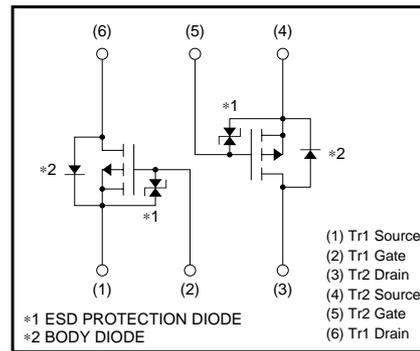 (6) (5) (4)
∗1
∗2 ∗2
∗1
(1) (2) (3)
(1) Tr1 Source
(2) Tr1 Gate
(3) Tr2 Drain
(4) Tr2 Source
(5) Tr2 Gate
(6) Tr1 Drain
∗1 ESD PROTECTION DIODE
∗2 BODY DIODE